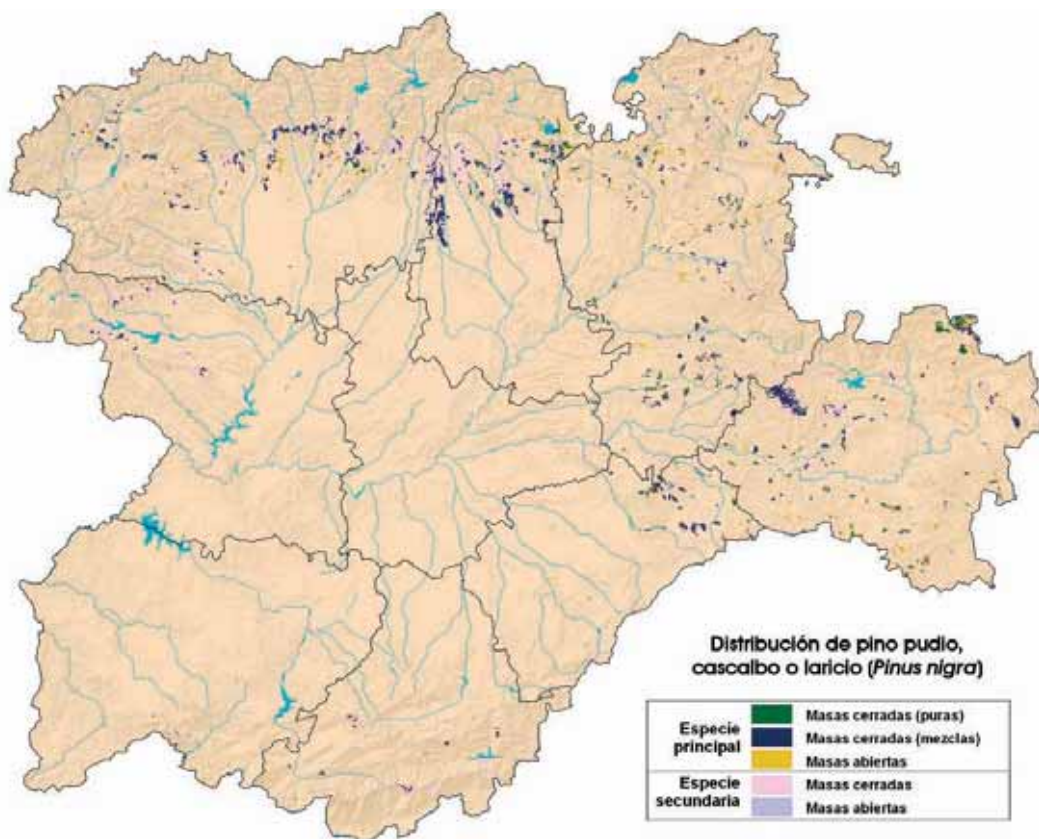 Distribución de pino pudio,
cascalbo o laricio (Pinus nigra)
Especie principal
Masas cerradas (puras)
Masas cerradas (mezclas)
Masas abiertas
Especie secundaria
Masas cerradas
Masas abiertas